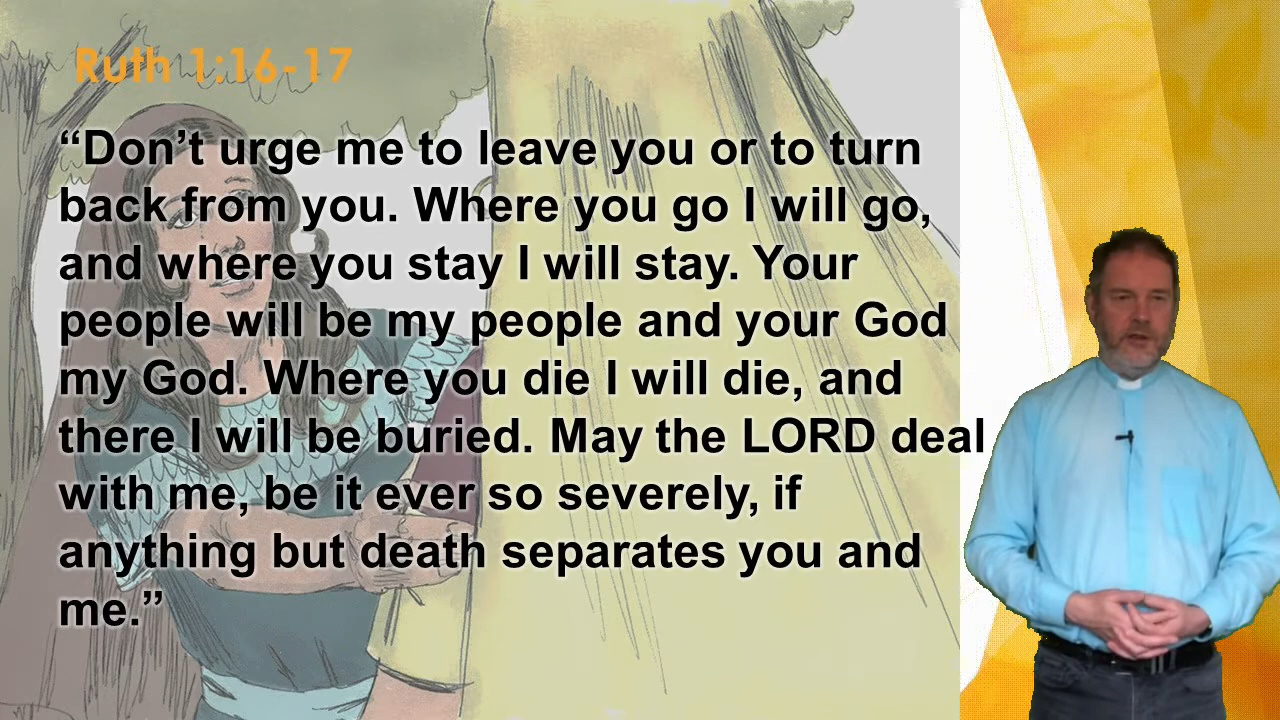 Ruth 1:16-17
“Don’t urge me to leave you or to turn
back from you. Where you go I will go,
and where you stay I will stay. Your
people will be my people and your God
my God. Where you die I will die, and
there I will be buried. May the LORD deal
with me, be it ever so severely, if
anything but death separates you and
me.”